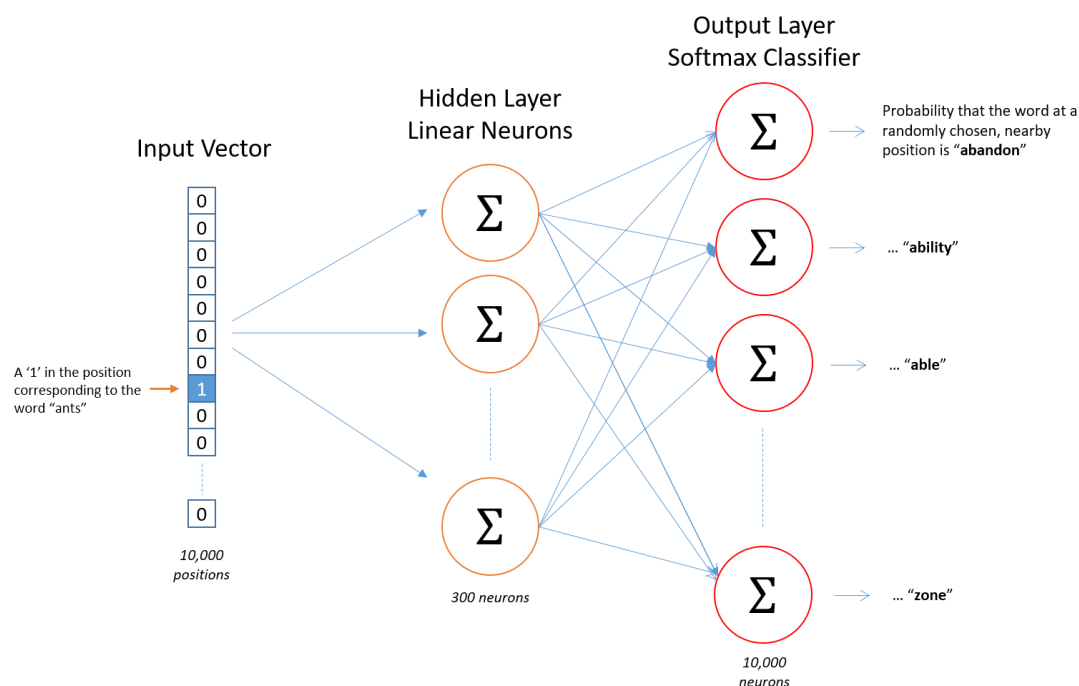 Output Layer
Softmax Classifier
Hidden Layer
Linear Neurons
Input Vector
0
0
0
0
0
0
0
1
0
0
0
A ‘1’ in the position
corresponding to the
word “ants”
10,000
positions
Σ
Σ
Σ
300 neurons
Σ
Σ
Σ
Σ
10,000
neurons
Probability that the word at a
randomly chosen, nearby
position is “abandon”
... “ability”
... “able”
... “zone”